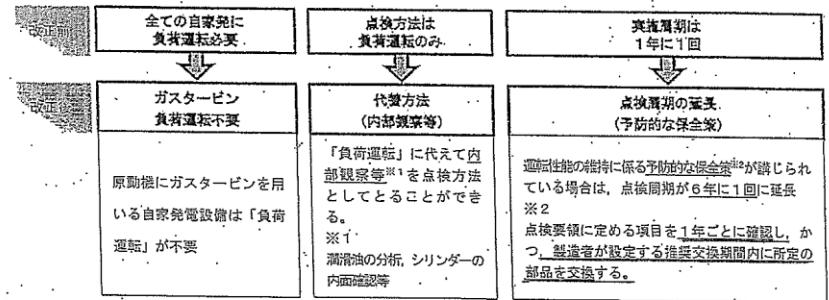 改正前
全ての自家発に
負荷運転必要
点検方法は
負荷運転のみ
実施周期は
1年に1回
改正後
ガスタービン
負荷運転不要
原動機にガスタービンを用
いる自家発電設備は「負荷
運転」が不要
代替方法
(内部観察等)
「負荷運転」に代えて内
部観察等※1を点検方法
としてとることができ
る。
※1
潤滑油の分析，シリンダーの
内面確認等
点検周期の延長
(予防的な保全策)
運転性能の維持に係る予防的な保全策※2が講じられ
ている場合は，点検周期が6年に1回に延長
※2
点検要領に定める項目を1年ごとに確認し，か
つ，製造者が設定する推奨交換期間内に所定の
部品を交換する。